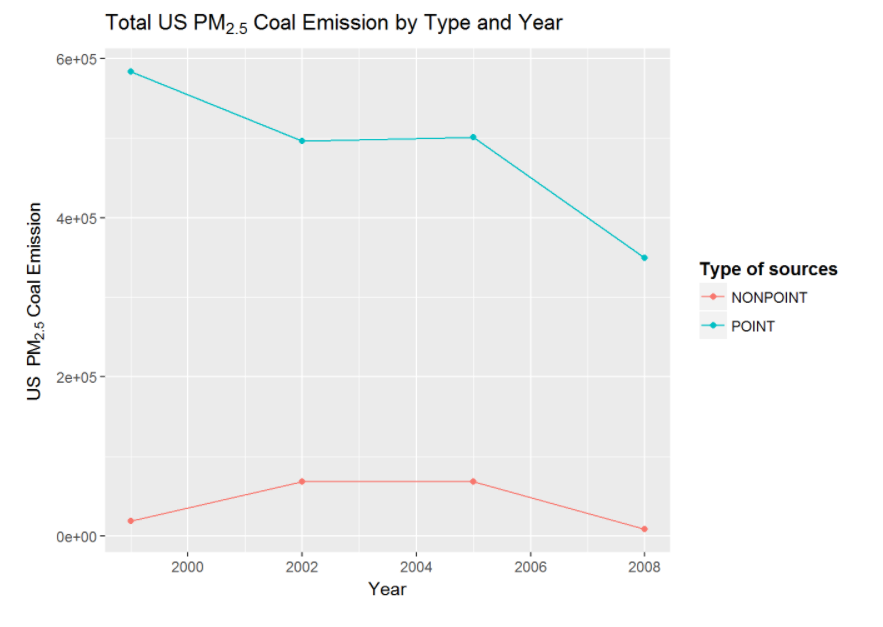 Total US PM2.5 Coal Emission by Type and Year
6e+05
4e+05
2e+05
0e+00
US PM2.5 Coal Emission
2000 2002 2004 2006 2008
Year
Type of sources
NONPOINT
POINT